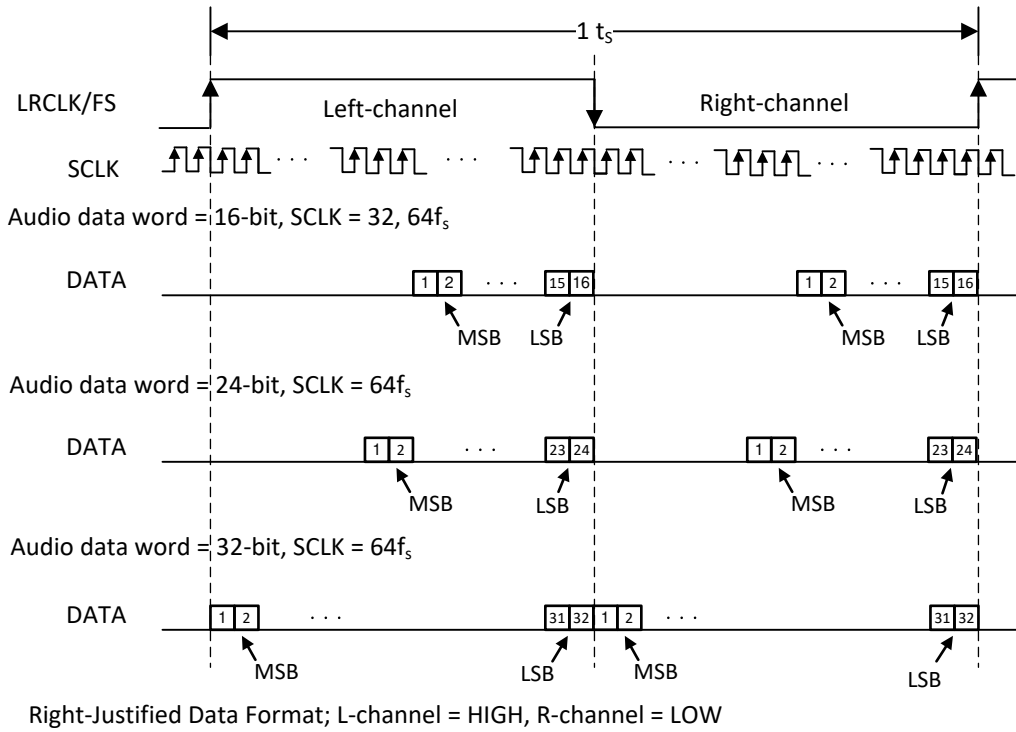 1 tS
LRCLK/FS
Left-channel
Right-channel
SCLK
. . .
. . .
. . .
. . .
Audio data word = 16-bit, SCLK = 32, 64fs
DATA
1 2 . . . 15 16
1 2 . . . 15 16
MSB
LSB
MSB
LSB
Audio data word = 24-bit, SCLK = 64fs
DATA
1 2 . . . 23 24
1 2 . . . 23 24
MSB
LSB
MSB
LSB
Audio data word = 32-bit, SCLK = 64fs
DATA
1 2 . . . 31 32
1 2 . . . 31 32
MSB
LSB
MSB
LSB
Right-Justified Data Format; L-channel = HIGH, R-channel = LOW